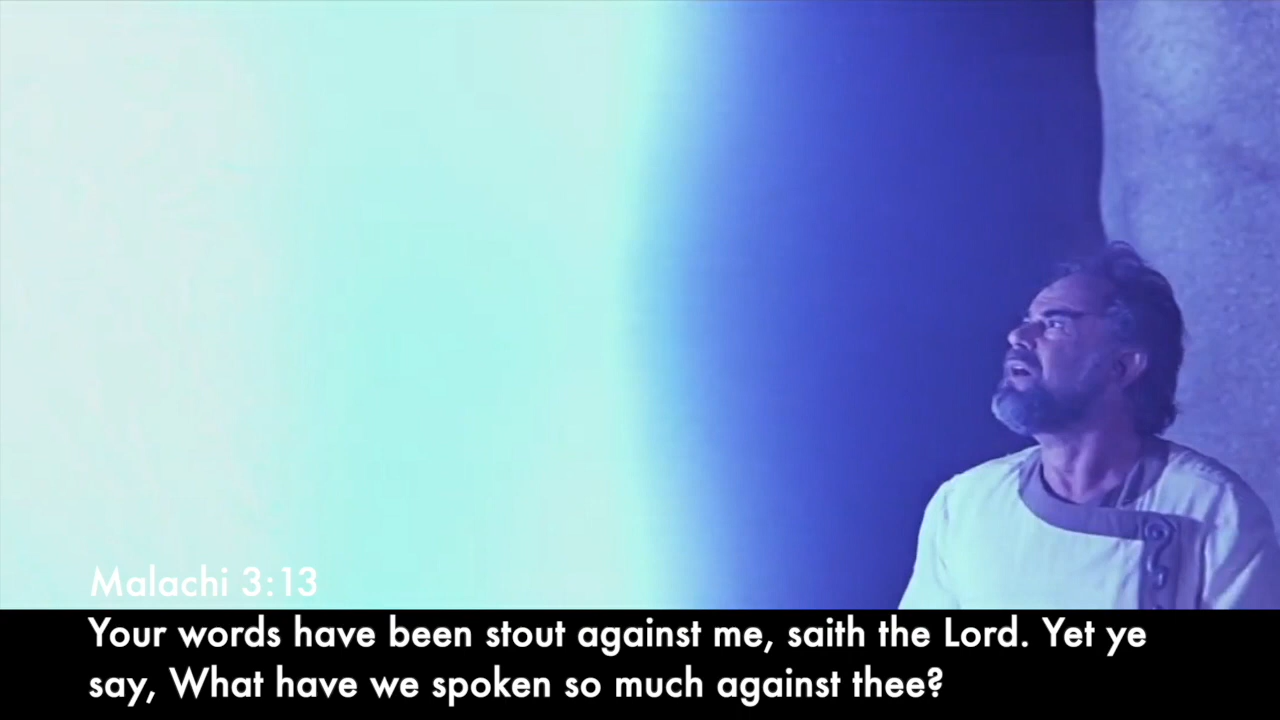 Malachi 3:13
Your words have been stout against me, saith the Lord. Yet ye
say, What have we spoken so much against thee?